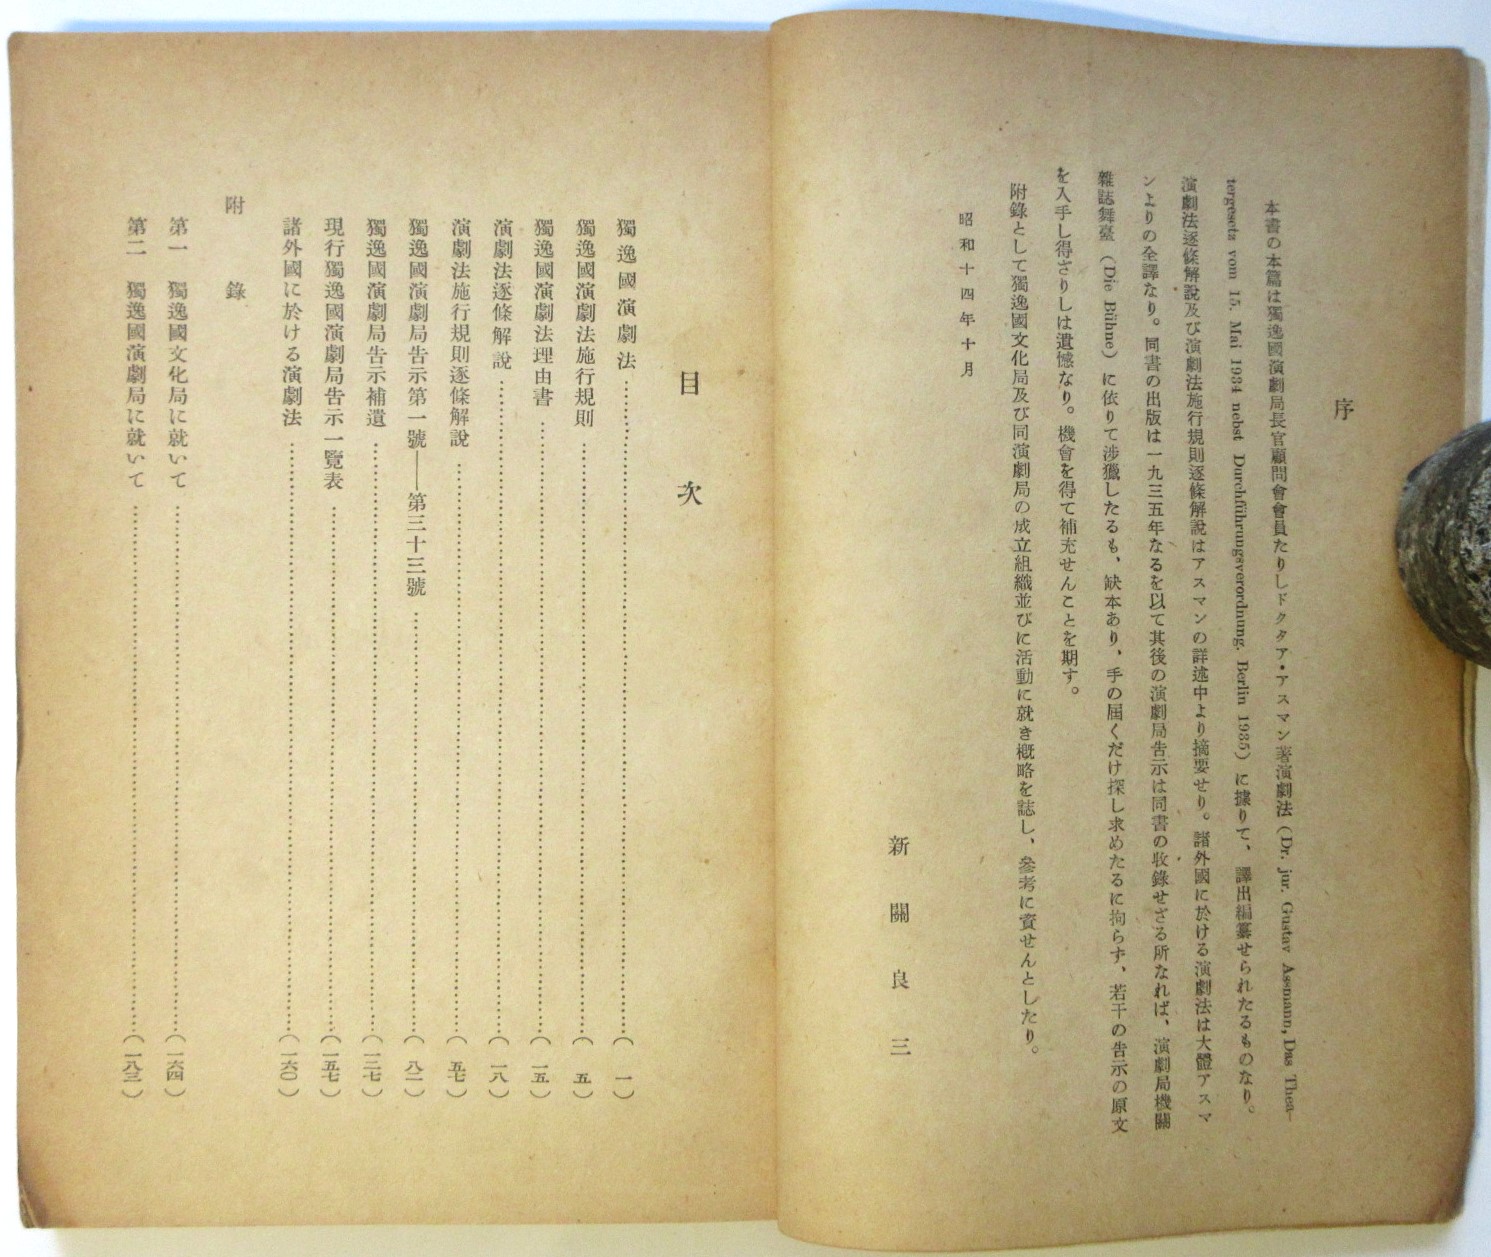 序
本書の本篇は獨逸國演劇局長官顧問會會員たりしドクタア・アスマン著演劇法（Dr. jur. Gustav Assmann, Das Thea-
tergesetz vom 15. Mai 1934 nebst Durchführungsverordnung. Berlin 1935）に據りて、譯出編纂せられたるものなり。
演劇法逐條解說及び演劇法施行規則逐條解說はアスマンの詳述中より摘要せり。諸外國に於ける演劇法は大體アスマ
ンよりの全譯なり。同書の出版は一九三五年なるを以て其後の演劇局告示は同書の收錄せざる所なれば、演劇局機關
雜誌舞臺（Die Bühne）に依りて涉獵したるも、缺本あり、手の屆くだけ探し求めたるに拘らず、若干の告示の原文
を入手し得ざりしは遺憾なり。機會を得て補充せんことを期す。
附錄として獨逸國文化局及び同演劇局の成立組織並びに活動に就き概略を誌し、參考に資せんとしたり。
昭和十四年十月
新關良三
目次
獨逸國演劇法……（一）
獨逸國演劇法施行規則……（五）
獨逸國演劇法理由書……（一五）
演劇法逐條解說……（一八）
演劇法施行規則逐條解說……（五七）
獨逸國演劇局告示第一號——第三十三號……（八二）
獨逸國演劇局告示補遺……（一三七）
現行獨逸國演劇局告示一覽表……（一五七）
諸外國に於ける演劇法……（一六〇）
附錄
第一　獨逸國文化局に就いて……（一六四）
第二　獨逸國演劇局に就いて……（一八三）